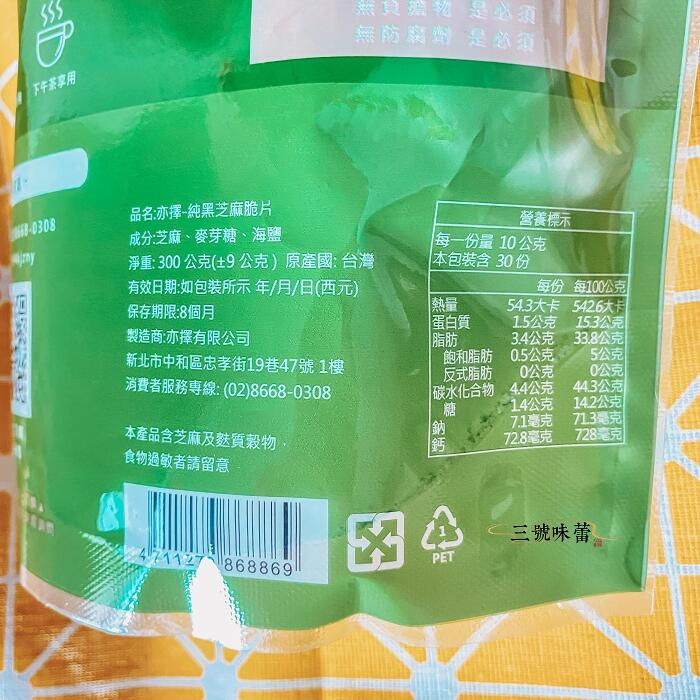 無負擔物 是必須
無防腐劑 是必須
下午茶享用
8668-0308
品名:亦擇-純黑芝麻脆片
成分:芝麻、麥芽糖、海鹽
淨重:300 公克(±9 公克) 原產國: 台灣
有效日期:如包裝所示 年/月/日(西元)
保存期限:8個月
製造商:亦擇有限公司
新北市中和區忠孝街19巷47號 1樓
消費者服務專線: (02)8668-0308
本產品含芝麻及麩質穀物，
食物過敏者請留意
營養標示
每一份量 10 公克
本包裝含 30 份
每份 每100公克
熱量 54.3大卡 542.6大卡
蛋白質 1.5公克 15.3公克
脂肪 3.4公克 33.8公克
飽和脂肪 0.5公克 5公克
反式脂肪 0公克 0公克
碳水化合物 4.4公克 44.3公克
糖 1.4公克 14.2公克
鈉 7.1毫克 71.3毫克
鈣 72.8毫克 728毫克
868869
1
PET
三號味蕾